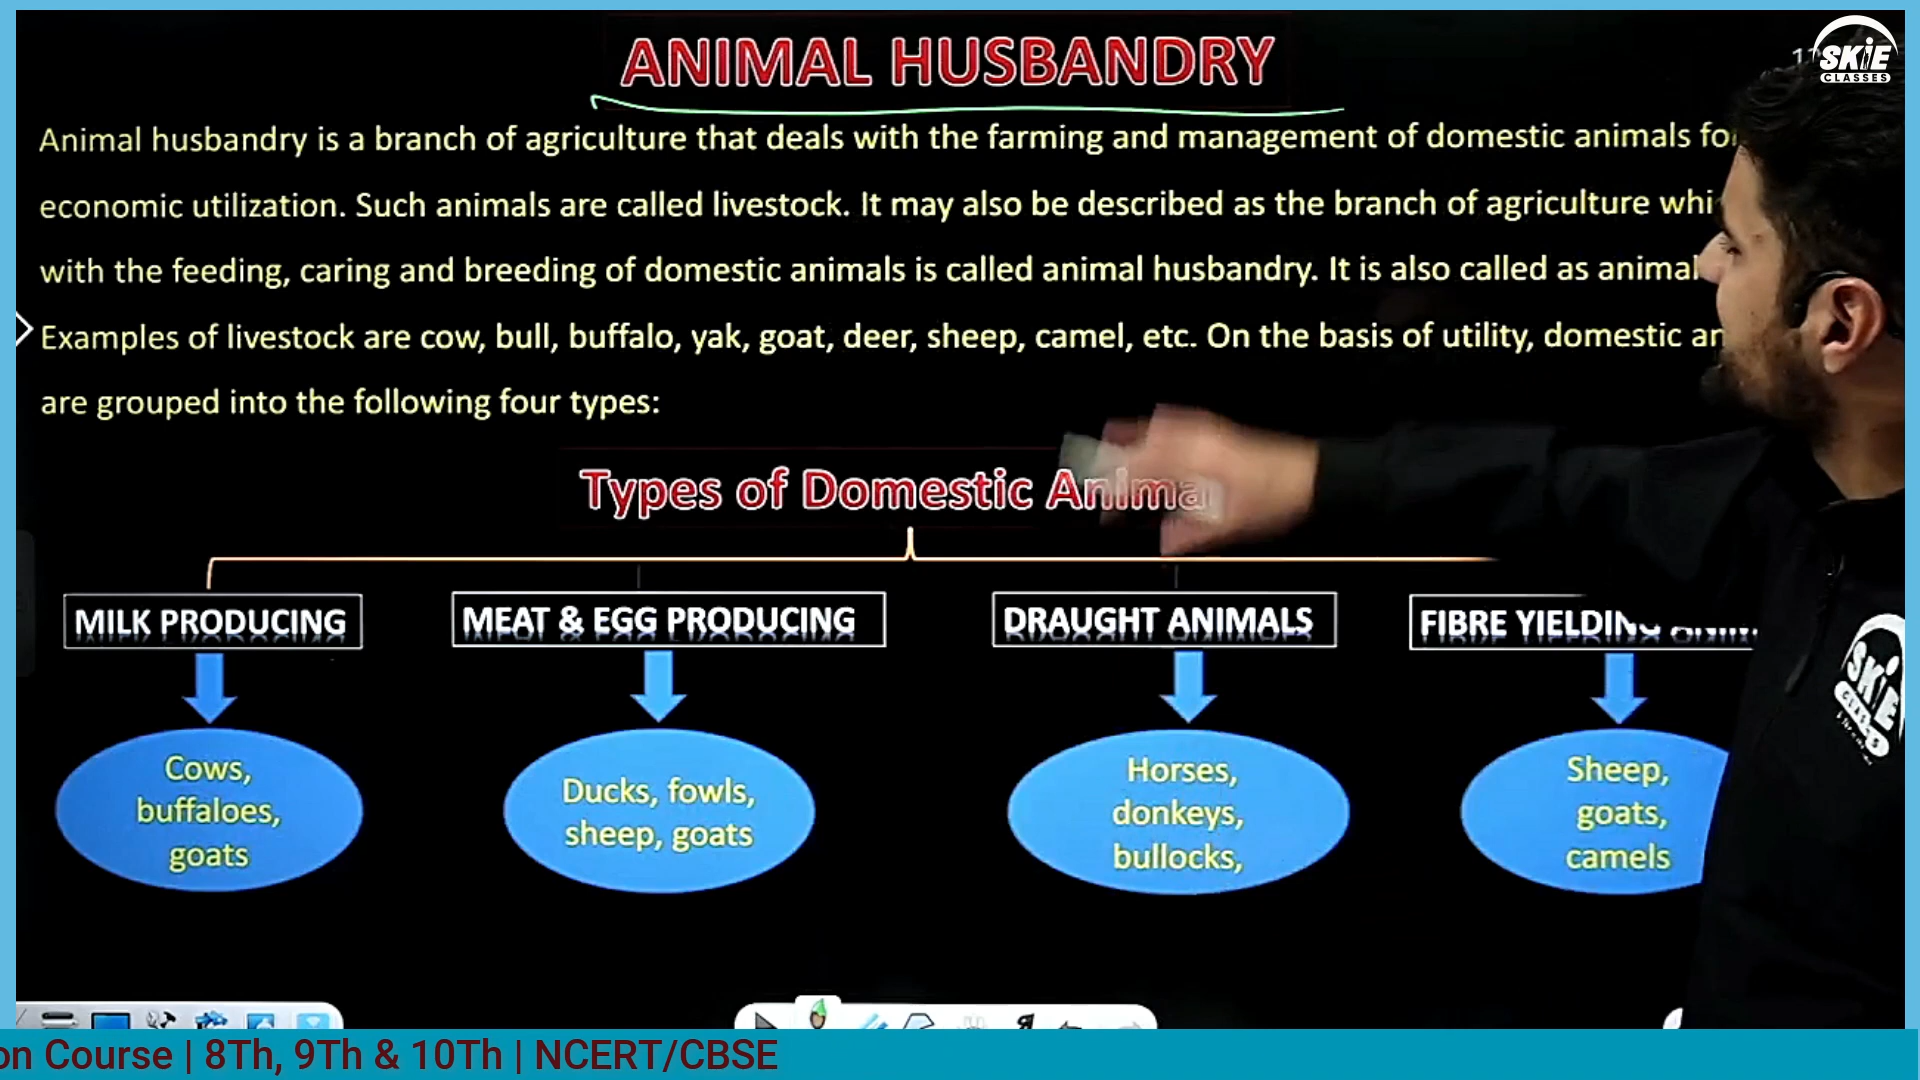 ANIMAL HUSBANDRY
SKiE
CLASSES
Animal husbandry is a branch of agriculture that deals with the farming and management of domestic animals for
economic utilization. Such animals are called livestock. It may also be described as the branch of agriculture
with the feeding, caring and breeding of domestic animals is called animal husbandry. It is also called as animal
Examples of livestock are cow, bull, buffalo, yak, goat, deer, sheep, camel, etc. On the basis of utility, domestic
are grouped into the following four types:
Types of Domestic
MILK PRODUCING
MEAT & EGG PRODUCING
DRAUGHT ANIMALS
FIBRE YIELDING
Cows,
buffaloes,
goats
Ducks, fowls,
sheep, goats
Horses,
donkeys,
bullocks,
Sheep,
goats,
camels
SKiE
CLASSES
Course | 8Th, 9Th & 10Th | NCERT/CBSE